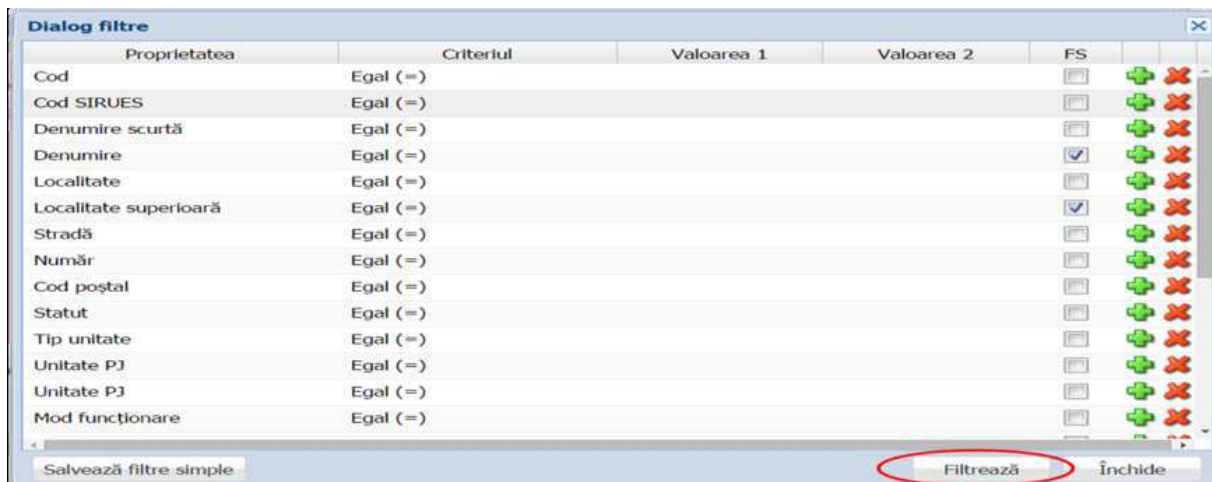 Dialog filtre
Proprietatea Criteriul Valoarea 1 Valoarea 2 FS
Cod Egal (=)
Cod SIRUES Egal (=)
Denumire scurtă Egal (=)
Denumire Egal (=)
Localitate Egal (=)
Localitate superioară Egal (=)
Stradă Egal (=)
Număr Egal (=)
Cod poștal Egal (=)
Statut Egal (=)
Tip unitate Egal (=)
Unitate PJ Egal (=)
Unitate PJ Egal (=)
Mod funcționare Egal (=)
Salvează filtre simple Filtrează Închide